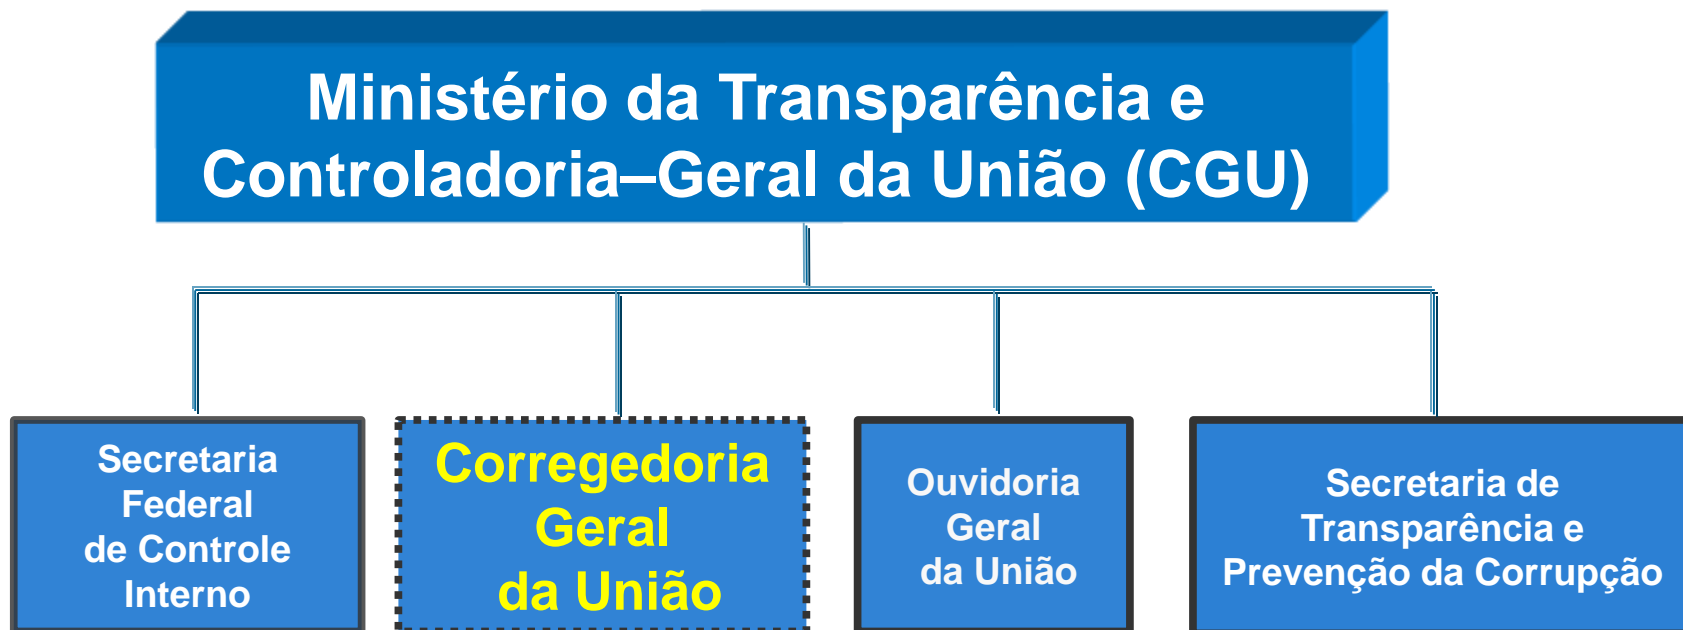 Ministério da Transparência e
Controladoria–Geral da União (CGU)
Secretaria
Federal
de Controle
Interno
Corregedoria
Geral
da União
Ouvidoria
Geral
da União
Secretaria de
Transparência e
Prevenção da Corrupção